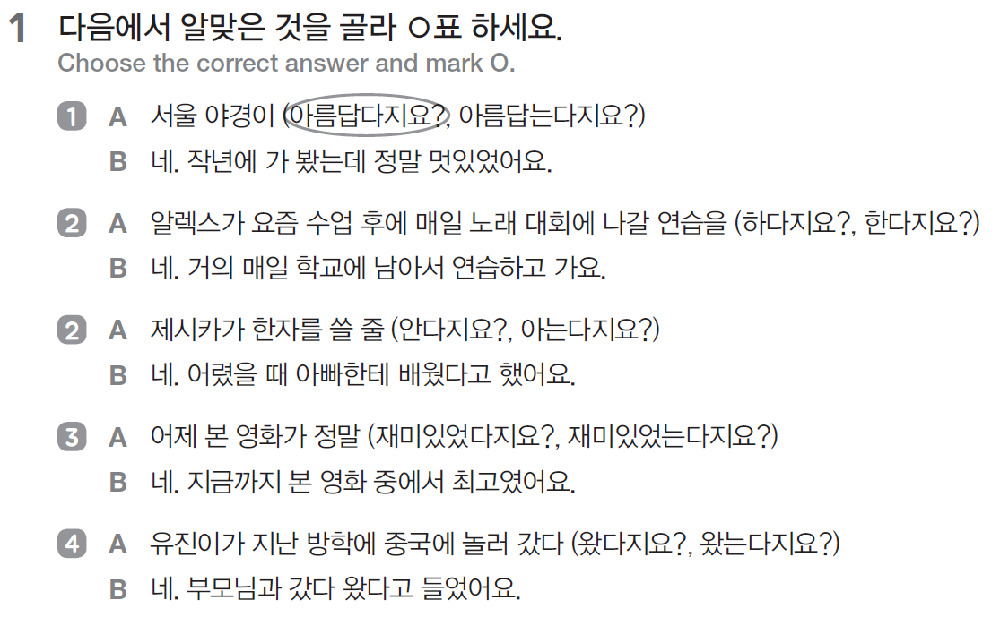 1 다음에서 알맞은 것을 골라 ○표 하세요.
Choose the correct answer and mark O.
1 A 서울 야경이 (아름답다지요?, 아름답는다지요?)
B 네. 작년에 가 봤는데 정말 멋있었어요.
2 A 알렉스가 요즘 수업 후에 매일 노래 대회에 나갈 연습을 (하다지요?, 한다지요?)
B 네. 거의 매일 학교에 남아서 연습하고 가요.
2 A 제시카가 한자를 쓸 줄 (안다지요?, 아는다지요?)
B 네. 어렸을 때 아빠한테 배웠다고 했어요.
3 A 어제 본 영화가 정말 (재미있었다지요?, 재미있었는다지요?)
B 네. 지금까지 본 영화 중에서 최고였어요.
4 A 유진이가 지난 방학에 중국에 놀러 갔다 (왔다지요?, 왔는다지요?)
B 네. 부모님과 갔다 왔다고 들었어요.